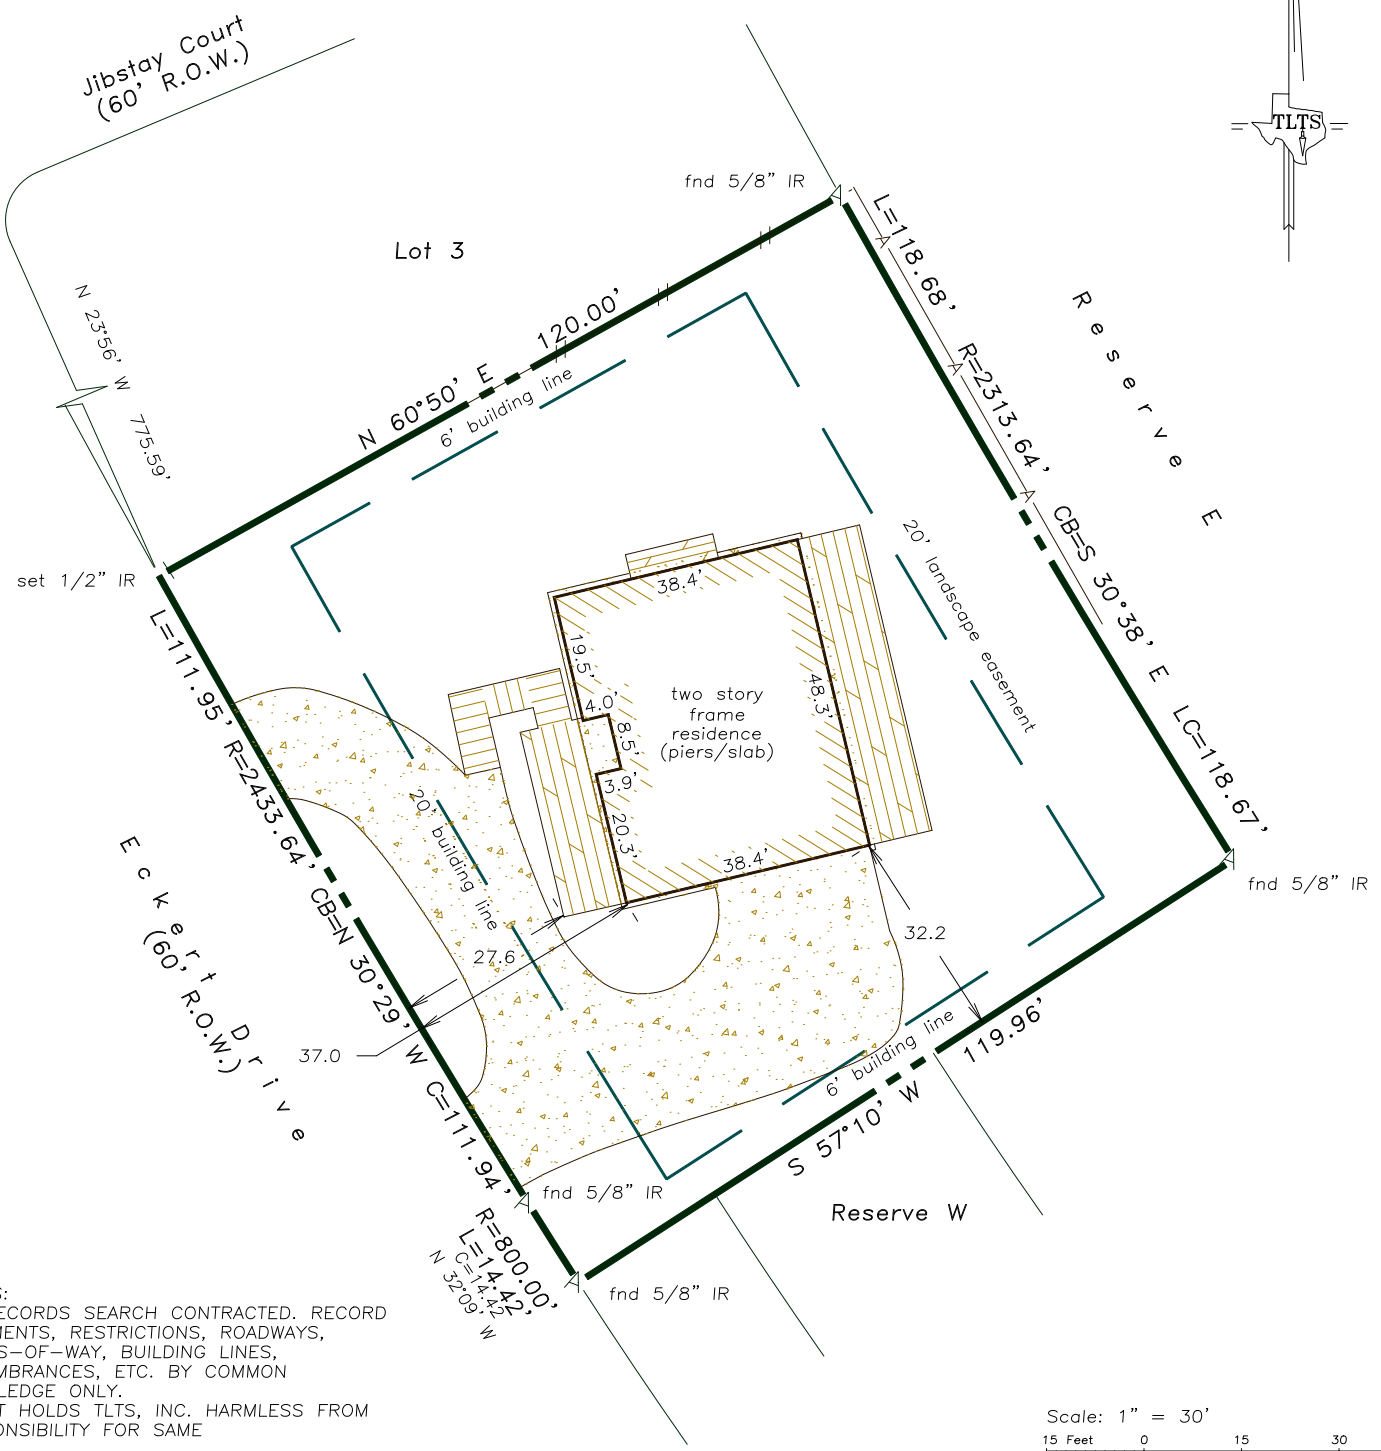 Jibstay Court
(60' R.O.W.)
TLTS
fnd 5/8" IR
Lot 3
N 23°56' W 775.59'
N 60°50' E 120.00'
6' building line
L=118.68' R=2313.64' CB=S 30°38' E LC=118.67'
Reserve E
set 1/2" IR
20' landscape easement
38.4'
19.5'
4.0'
8.5'
3.9'
20.3'
48.3'
38.4'
two story
frame
residence
(piers/slab)
L=111.95' R=2433.64' CB=N 30°29' W C=111.94'
20' building line
Eckert Drive
(60' R.O.W.)
27.6
37.0
32.2
fnd 5/8" IR
119.96'
6' building line
S 57°10' W
Reserve W
fnd 5/8" IR
R=800.00'
L=14.42'
C=14.42'
N 32°09' W
fnd 5/8" IR
S:
ECORDS SEARCH CONTRACTED. RECORD
MENTS, RESTRICTIONS, ROADWAYS,
S-OF-WAY, BUILDING LINES,
MBRANCES, ETC. BY COMMON
LEDGE ONLY.
T HOLDS TLTS, INC. HARMLESS FROM
ONSIBILITY FOR SAME
Scale: 1" = 30'
15 Feet 0 15 30